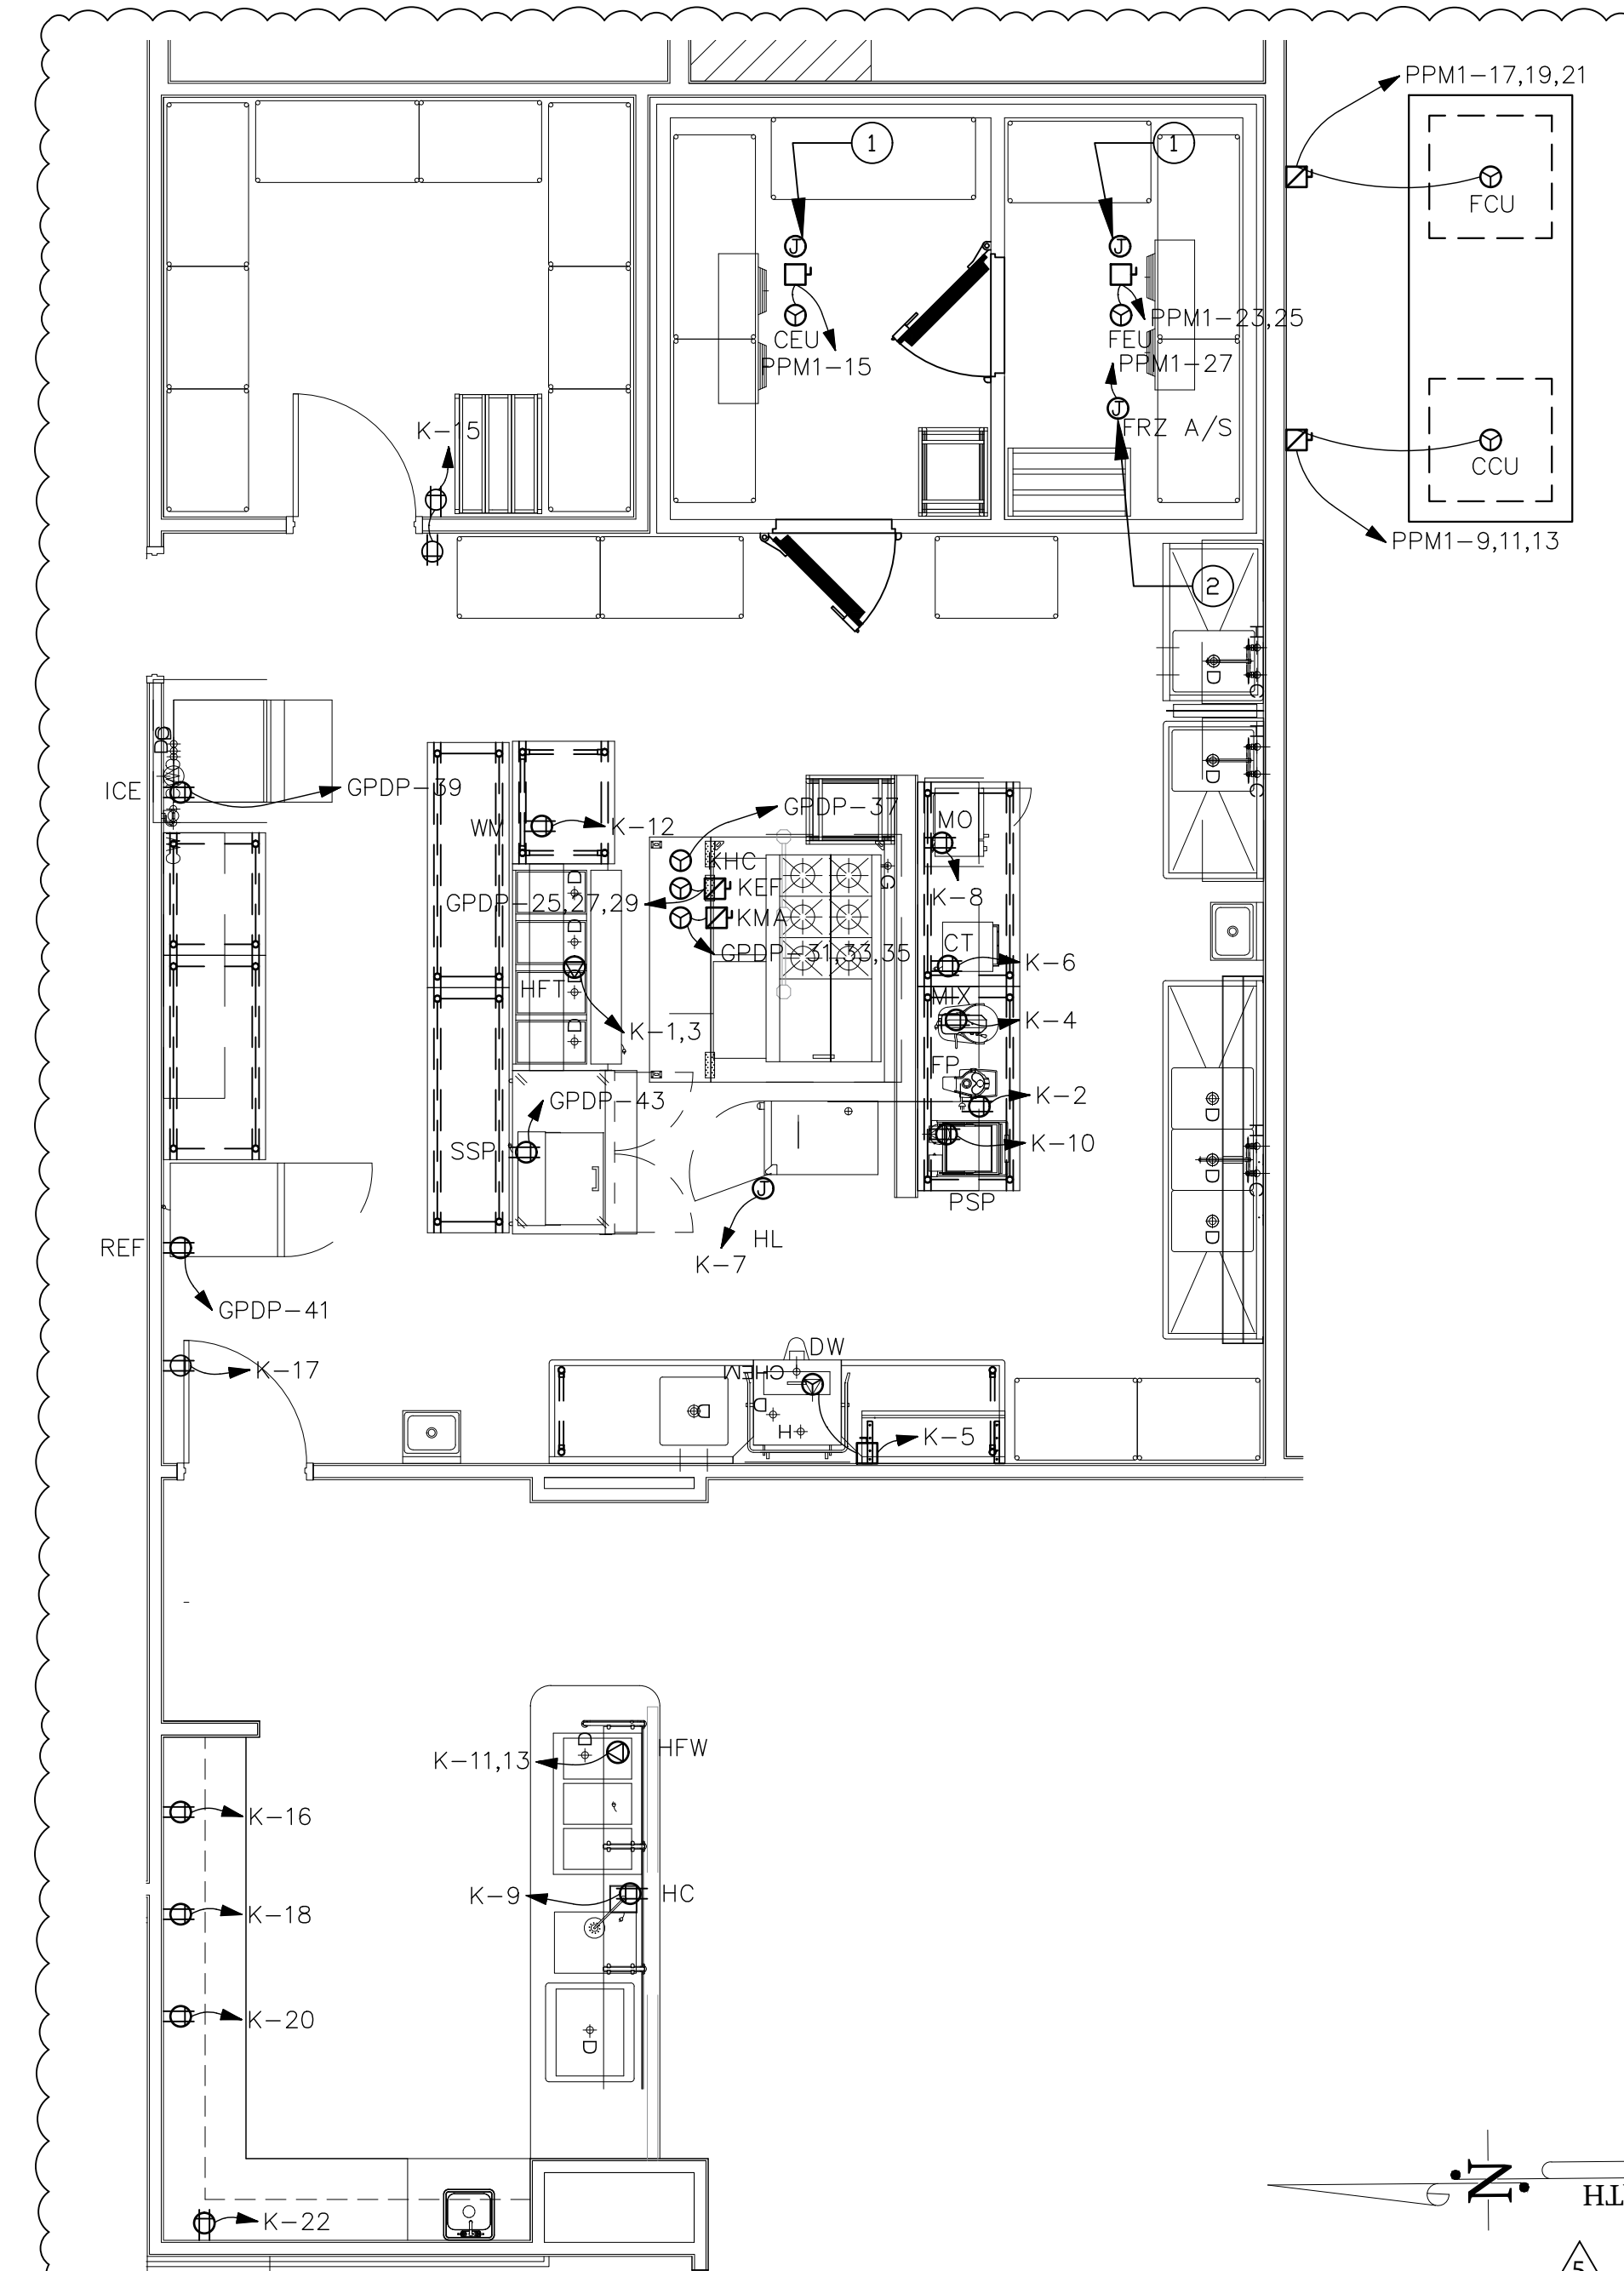 PPM1-17,19,21
1
1
FCU
J
J
PPM1-23,25
CEU
FEU
PPM1-15
PPM1-27
J
FRZ A/S
K-15
CCU
PPM1-9,11,13
2
D
C
DG
D
ICE
GPDP-39
C
GPDP-37
WM
K-12
MO
KHC
G
KEF
K-8
D
GPDP-25,27,29
KMA
D
CT
GPDP-31,33,35
K-6
HFT
MIX
K-1,3
K-4
D
FP
GPDP-43
K-2
D
K-10
SSP
D
J
C
PSP
HL
D
REF
K-7
GPDP-41
DW
K-17
CHEM
D
D
H
K-5
D
HFW
K-11,13
K-16
K-9
HC
K-18
K-20
D
N
TH
K-22
5